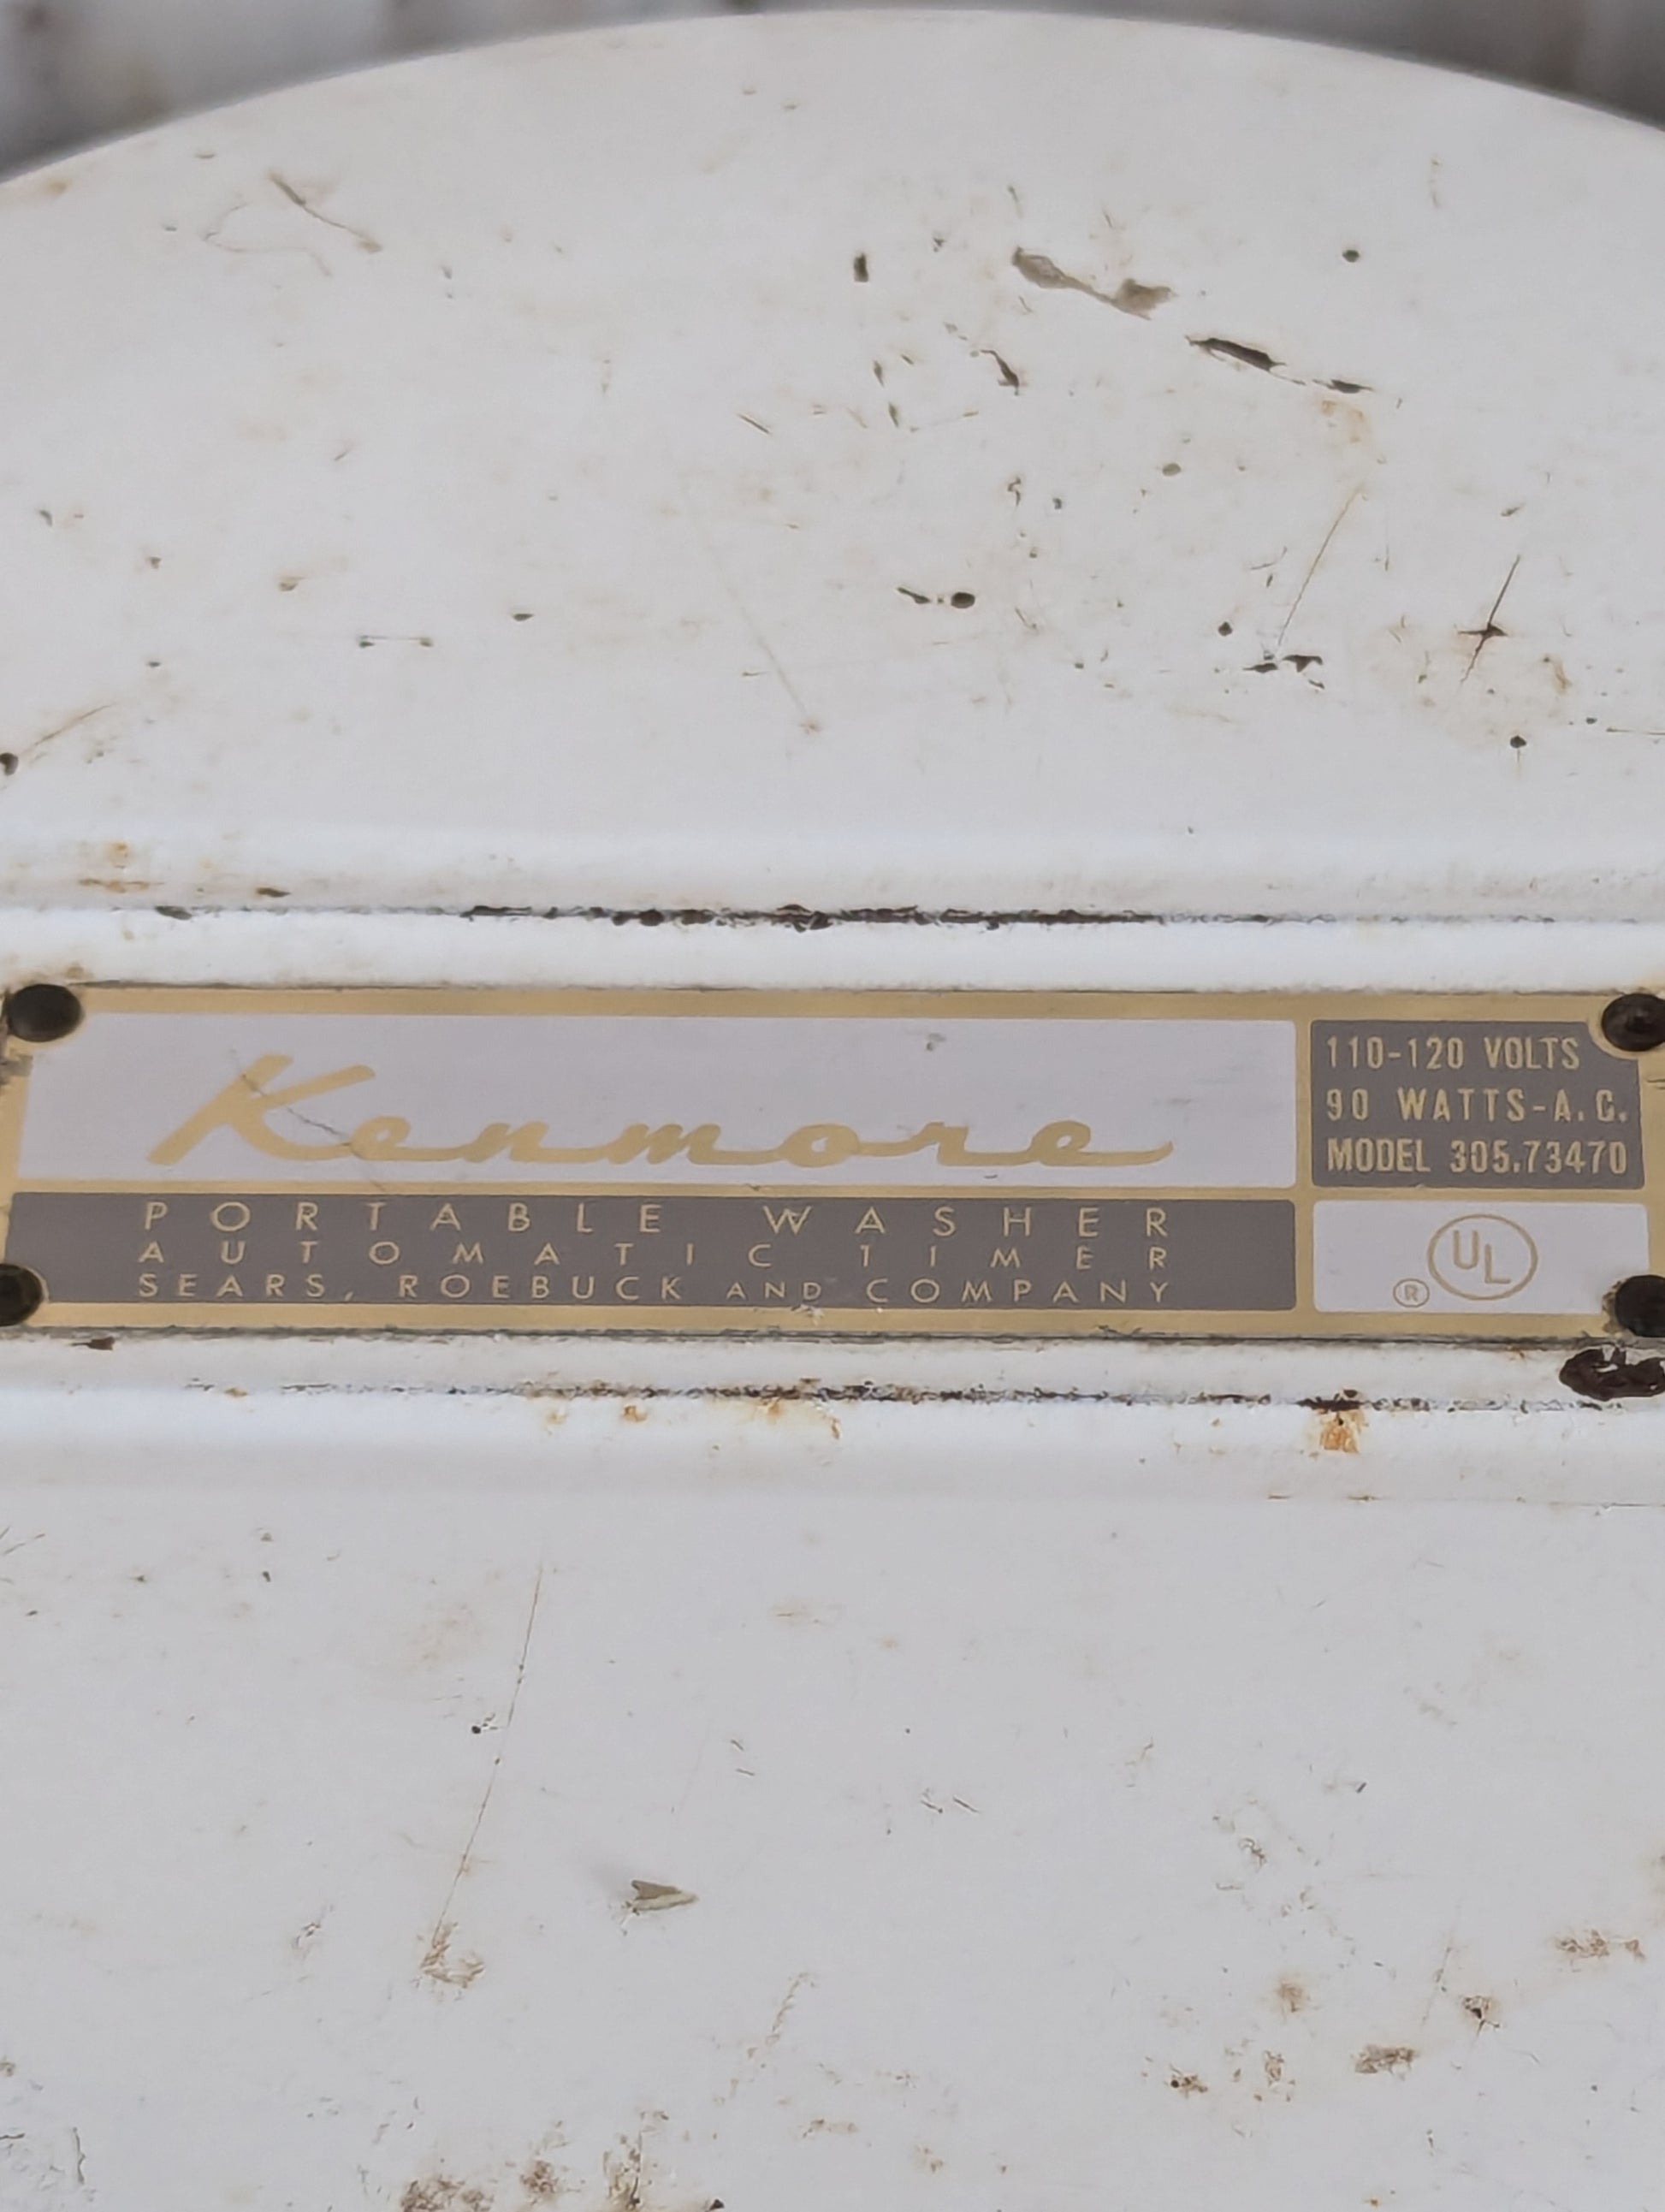 Kenmore
PORTABLE WASHER
AUTOMATIC TIMER
SEARS, ROEBUCK AND COMPANY
110-120 VOLTS
90 WATTS-A.C.
MODEL 305.73470
UL
®